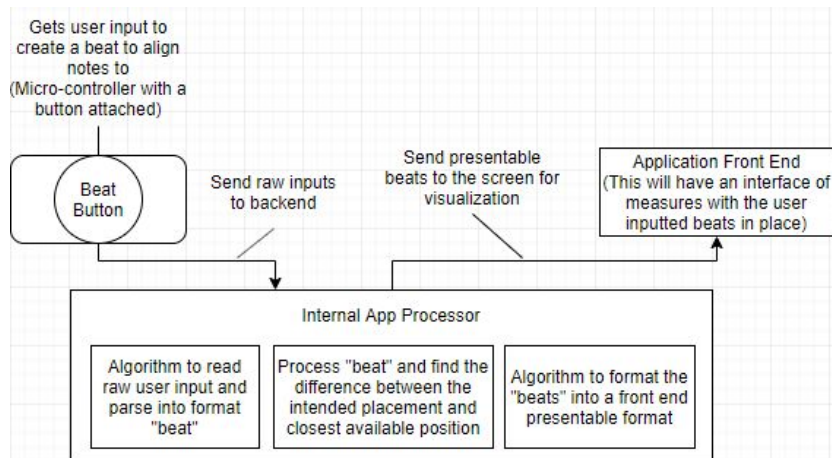 Gets user input to
create a beat to align
notes to
(Micro-controller with a
button attached)
Beat
Button
Send raw inputs
to backend
Send presentable
beats to the screen for
visualization
Application Front End
(This will have an interface of
measures with the user
inputted beats in place)
Internal App Processor
Algorithm to read
raw user input and
parse into format
"beat"
Process "beat" and find the
difference between the
intended placement and
closest available position
Algorithm to format the
"beats" into a front end
presentable format